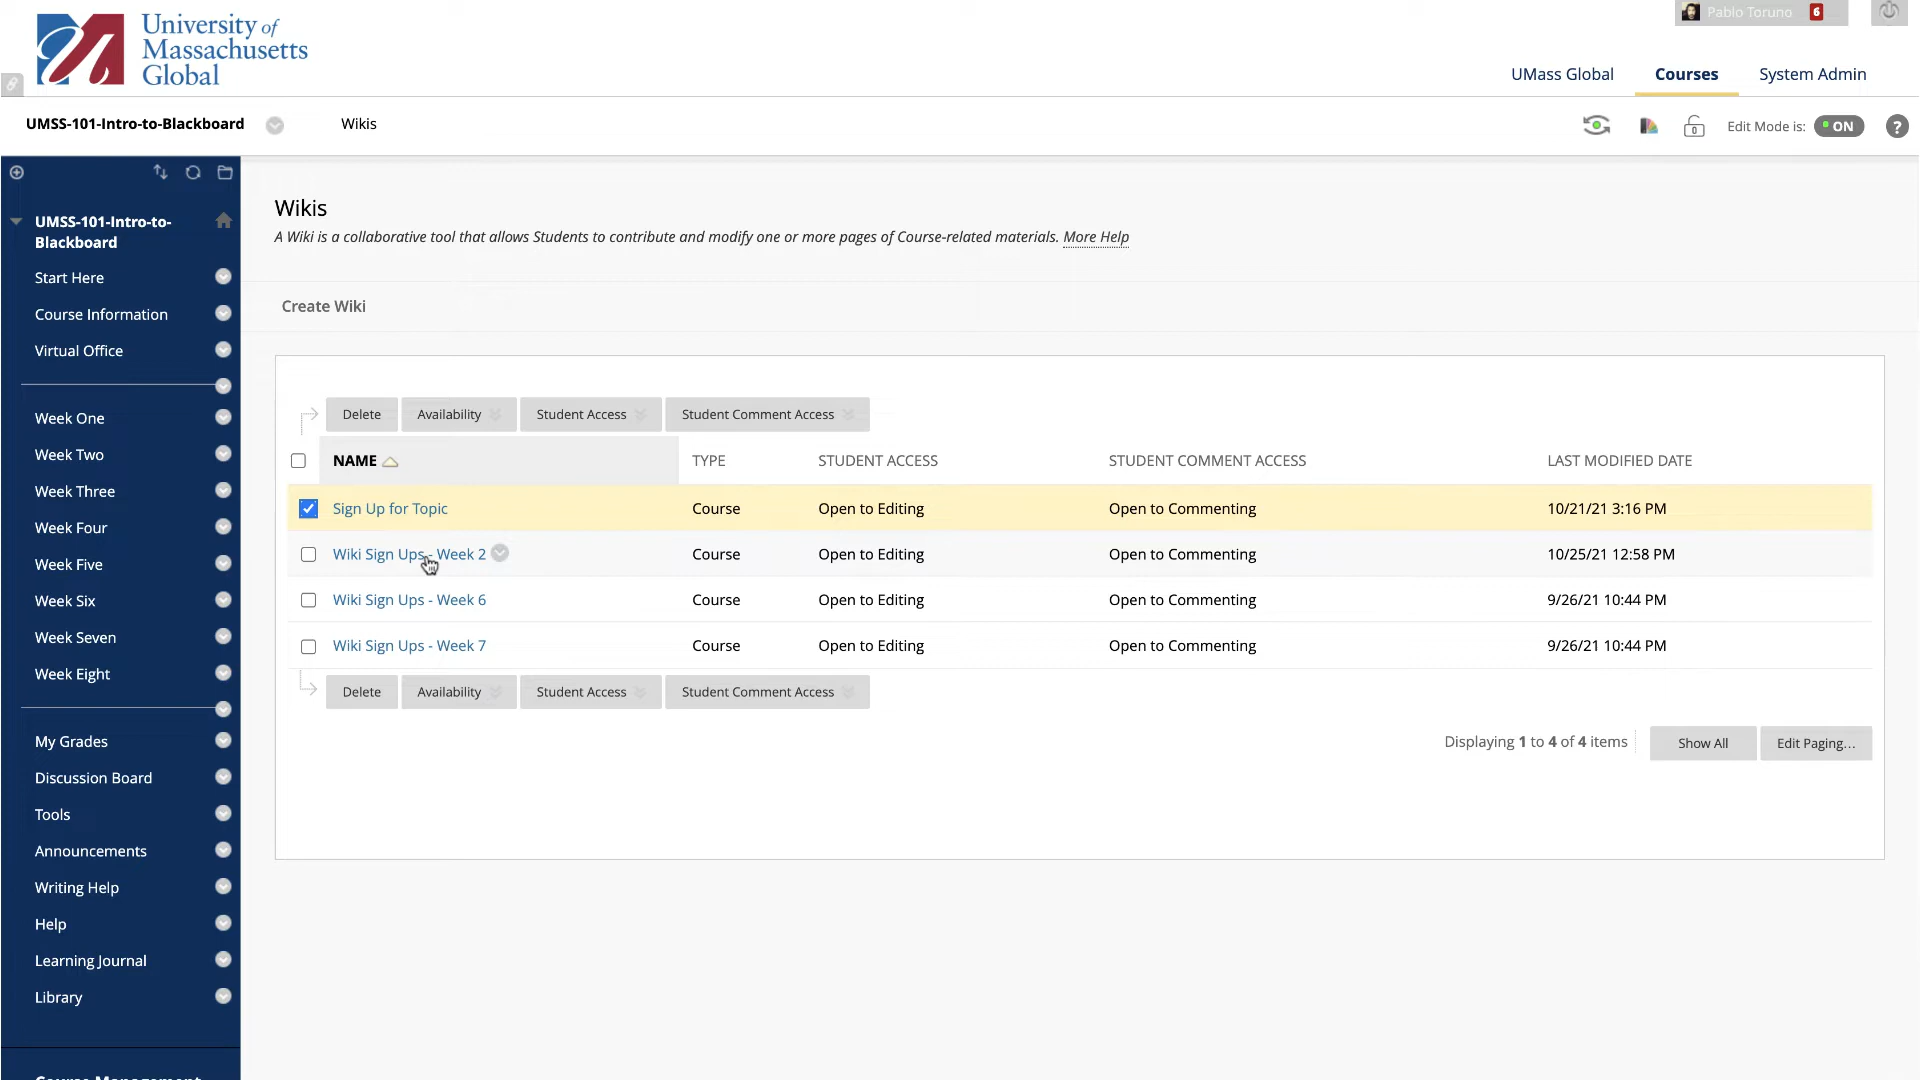 University of
Massachusetts
Global
Pablo Toruno 6
UMass Global Courses System Admin
UMSS-101-Intro-to-Blackboard Wikis
Edit Mode is: ON ?
UMSS-101-Intro-to-
Blackboard
Start Here
Course Information
Virtual Office
Week One
Week Two
Week Three
Week Four
Week Five
Week Six
Week Seven
Week Eight
My Grades
Discussion Board
Tools
Announcements
Writing Help
Help
Learning Journal
Library
Course Management
Wikis
A Wiki is a collaborative tool that allows Students to contribute and modify one or more pages of Course-related materials. More Help
Create Wiki
Delete Availability Student Access Student Comment Access
NAME TYPE STUDENT ACCESS STUDENT COMMENT ACCESS LAST MODIFIED DATE
Sign Up for Topic Course Open to Editing Open to Commenting 10/21/21 3:16 PM
Wiki Sign Ups - Week 2 Course Open to Editing Open to Commenting 10/25/21 12:58 PM
Wiki Sign Ups - Week 6 Course Open to Editing Open to Commenting 9/26/21 10:44 PM
Wiki Sign Ups - Week 7 Course Open to Editing Open to Commenting 9/26/21 10:44 PM
Delete Availability Student Access Student Comment Access
Displaying 1 to 4 of 4 items Show All Edit Paging...